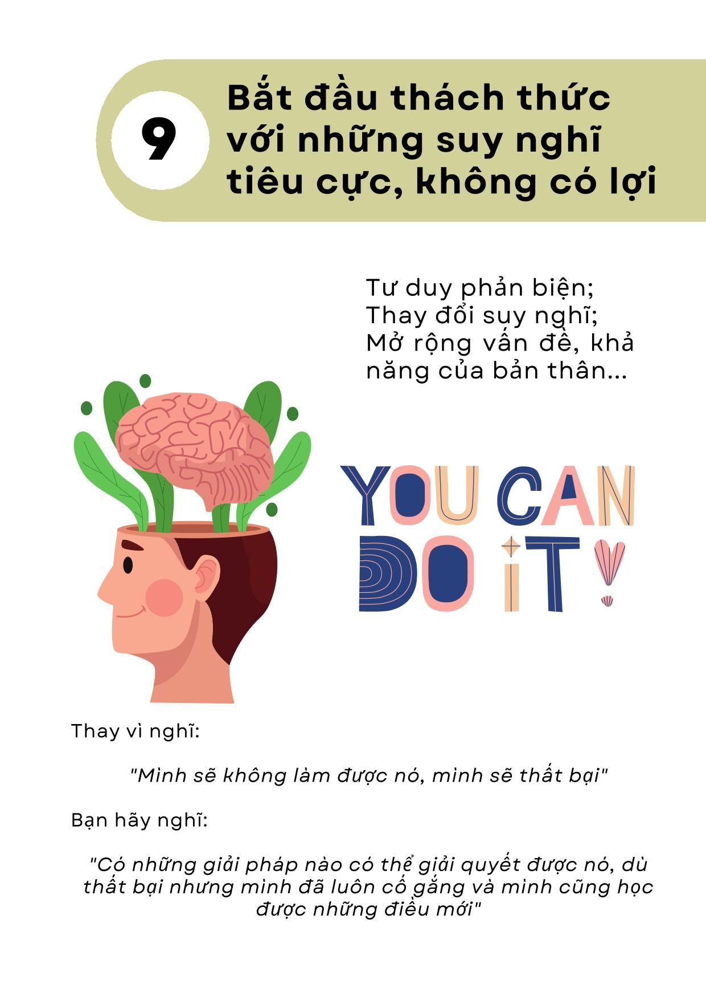 9
Bắt đầu thách thức
với những suy nghĩ
tiêu cực, không có lợi
Tư duy phản biện;
Thay đổi suy nghĩ;
Mở rộng vấn đề, khả
năng của bản thân...
YOU CAN
DO iT!
Thay vì nghĩ:
"Mình sẽ không làm được nó, mình sẽ thất bại"
Bạn hãy nghĩ:
"Có những giải pháp nào có thể giải quyết được nó, dù
thất bại nhưng mình đã luôn cố gắng và mình cũng học
được những điều mới"